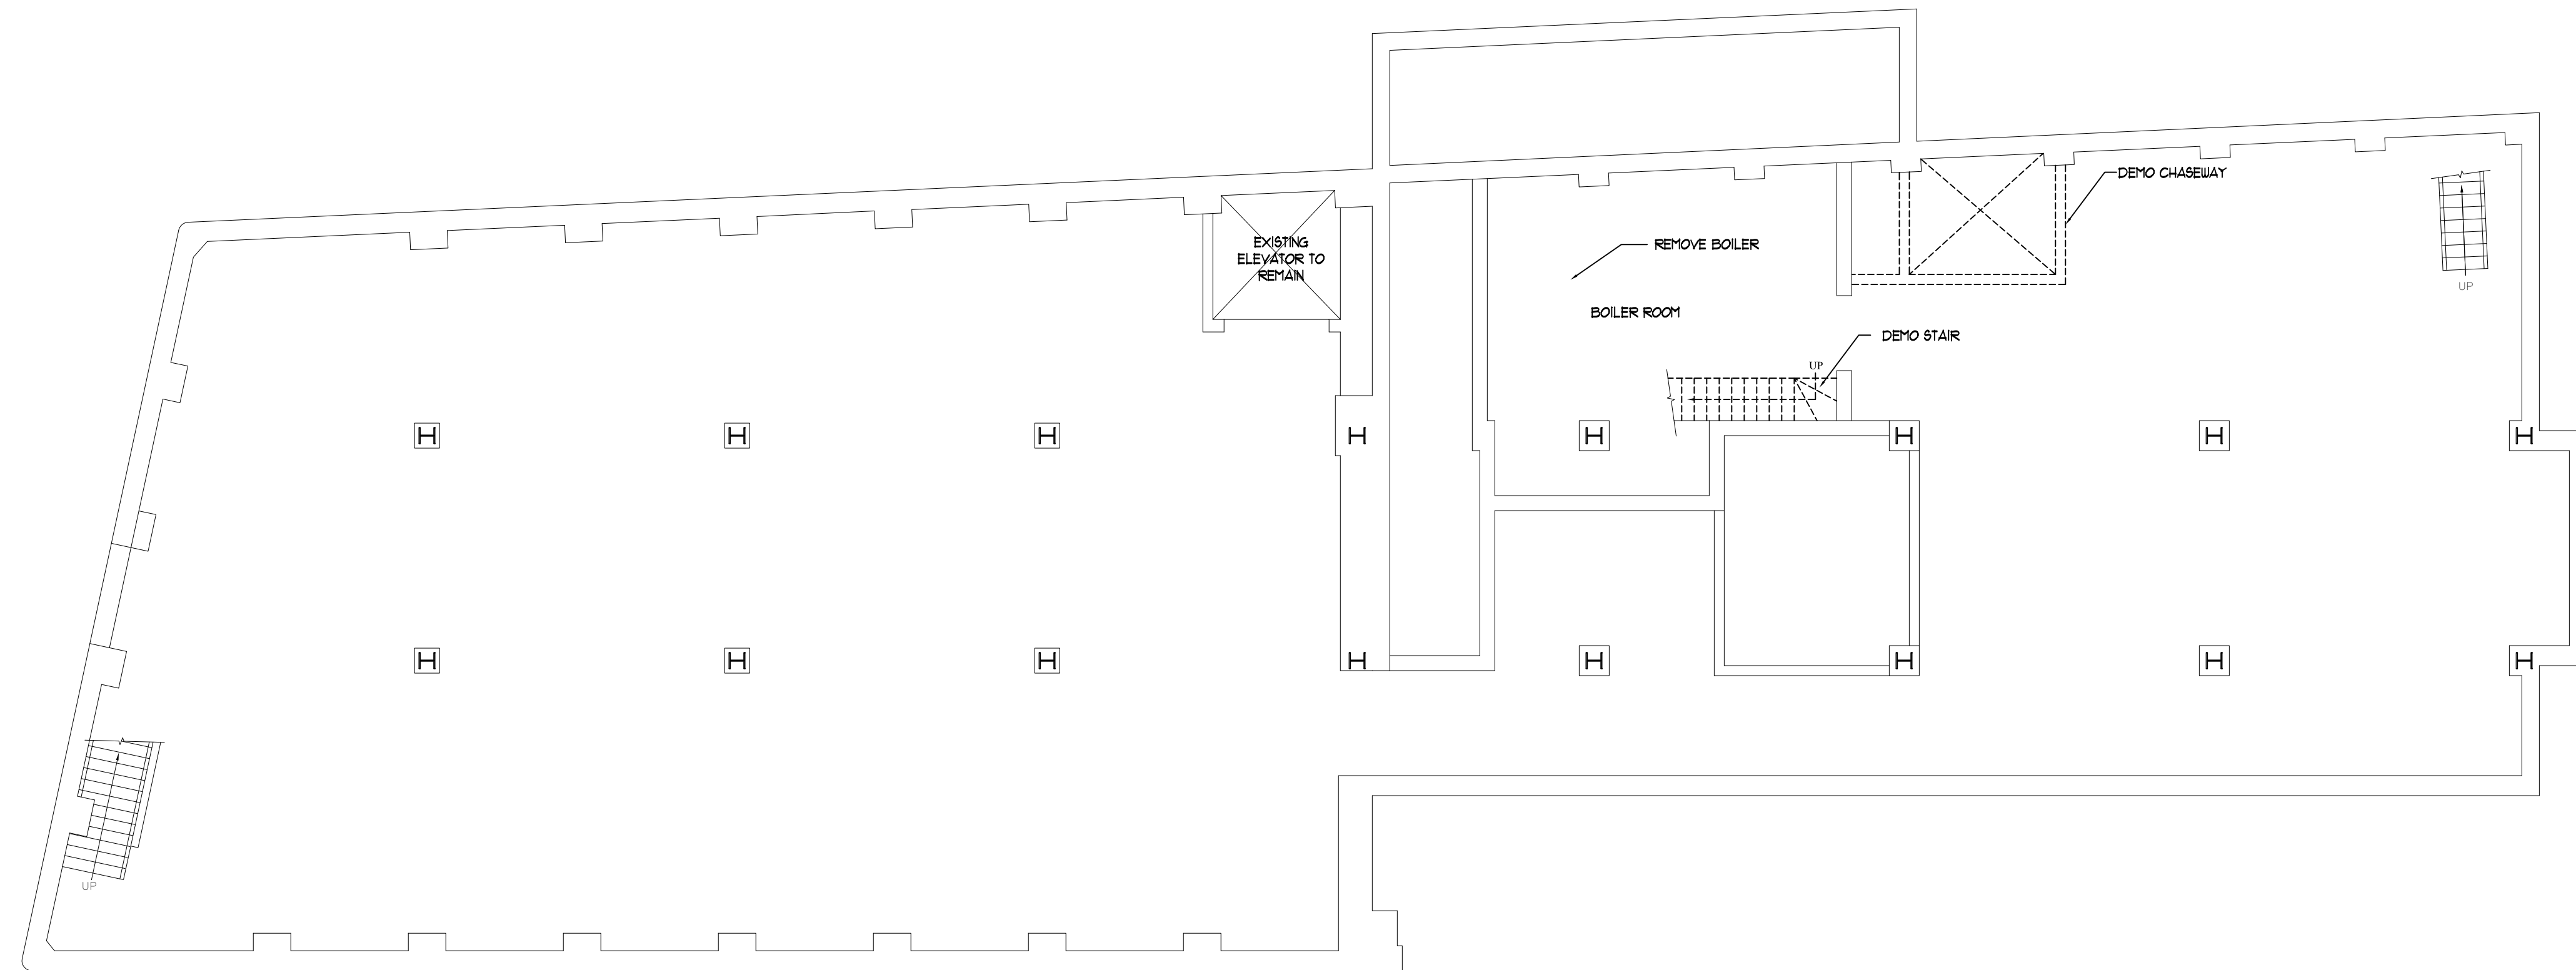 DEMO CHASEWAY
EXISTING
ELEVATOR TO
REMAIN
REMOVE BOILER
UP
BOILER ROOM
DEMO STAIR
UP
UP